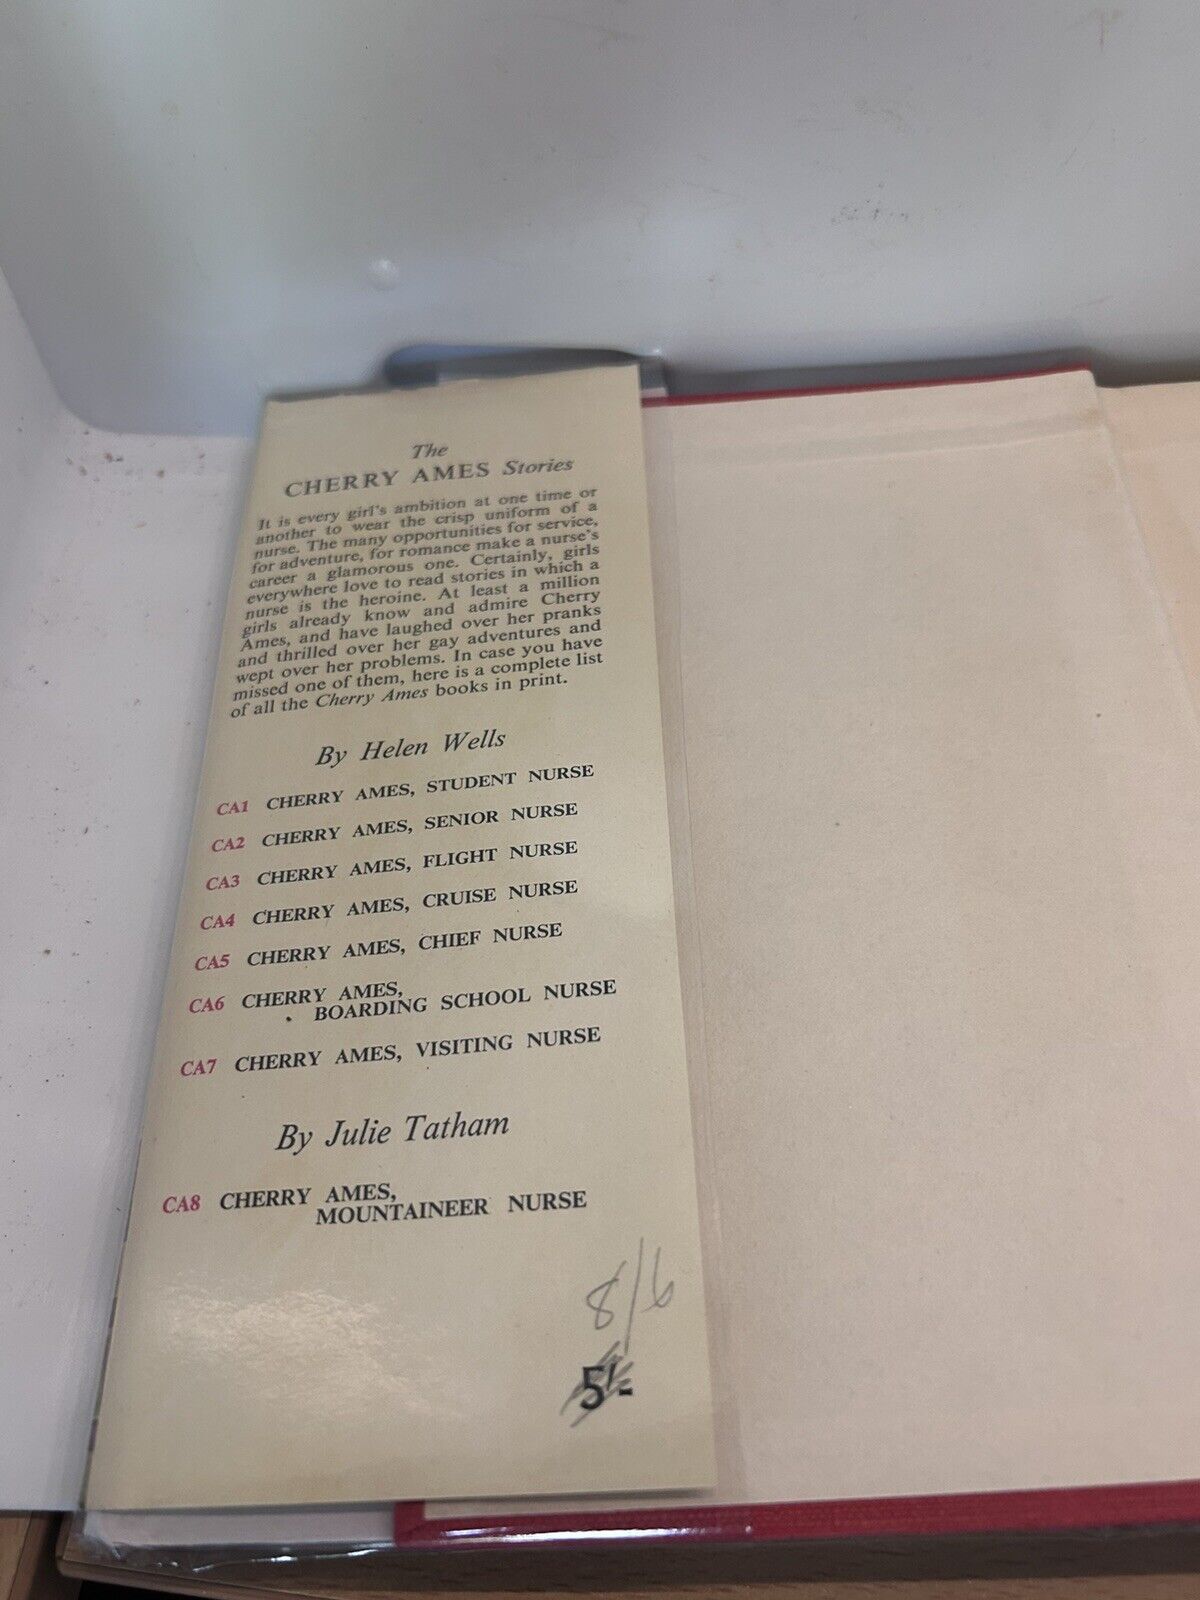 The
CHERRY AMES Stories
It is every girl's ambition at one time or
another to wear the crisp uniform of a
nurse. The many opportunities for service,
for adventure, for romance make a nurse's
career a glamorous one. Certainly, girls
everywhere love to read stories in which a
nurse is the heroine. At least a million
girls already know and admire Cherry
Ames, and have laughed over her pranks
and thrilled over her gay adventures and
wept over her problems. In case you have
missed one of them, here is a complete list
of all the Cherry Ames books in print.
By Helen Wells
CA1 CHERRY AMES, STUDENT NURSE
CA2 CHERRY AMES, SENIOR NURSE
CA3 CHERRY AMES, FLIGHT NURSE
CA4 CHERRY AMES, CRUISE NURSE
CA5 CHERRY AMES, CHIEF NURSE
CA6 CHERRY AMES,
BOARDING SCHOOL NURSE
CA7 CHERRY AMES, VISITING NURSE
By Julie Tatham
CA8 CHERRY AMES,
MOUNTAINEER NURSE
8/6
5/-